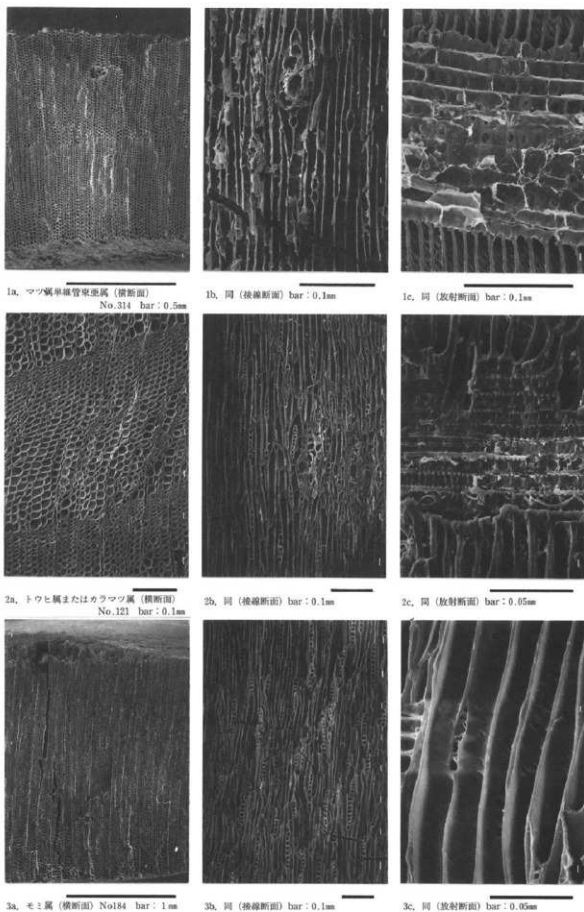 1a. マツ属単維管束亜属 (横断面)
No.314 bar：0.5㎜
1b. 同 (接線断面) bar：0.1㎜
1c. 同 (放射断面) bar：0.1㎜
2a. トウヒ属またはカラマツ属 (横断面)
No.121 bar：0.1㎜
2b. 同 (接線断面) bar：0.1㎜
2c. 同 (放射断面) bar：0.05㎜
3a. モミ属 (横断面) No184 bar：1㎜
3b. 同 (接線断面) bar：0.1㎜
3c. 同 (放射断面) bar：0.05㎜